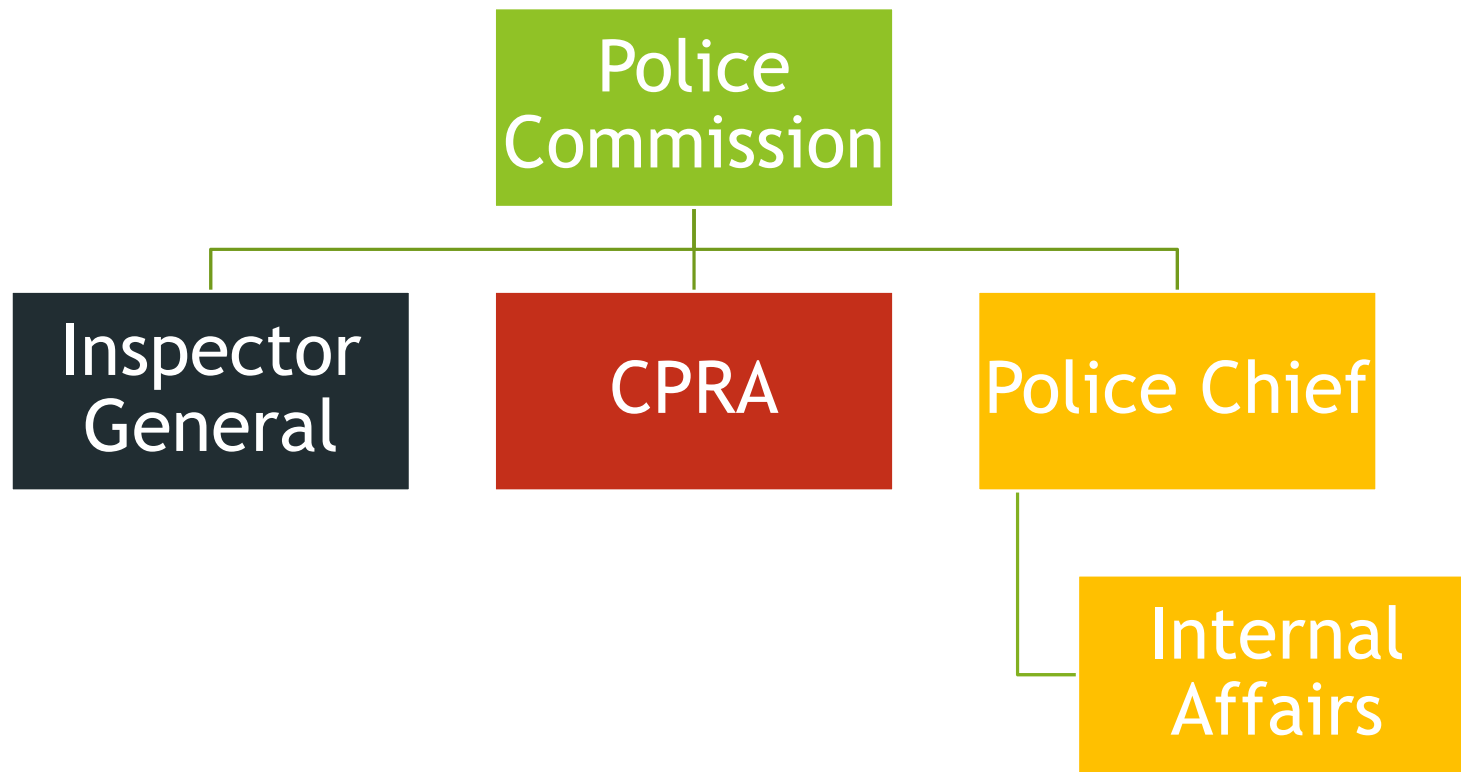 Police
Commission
Inspector
General
CPRA
Police Chief
Internal
Affairs